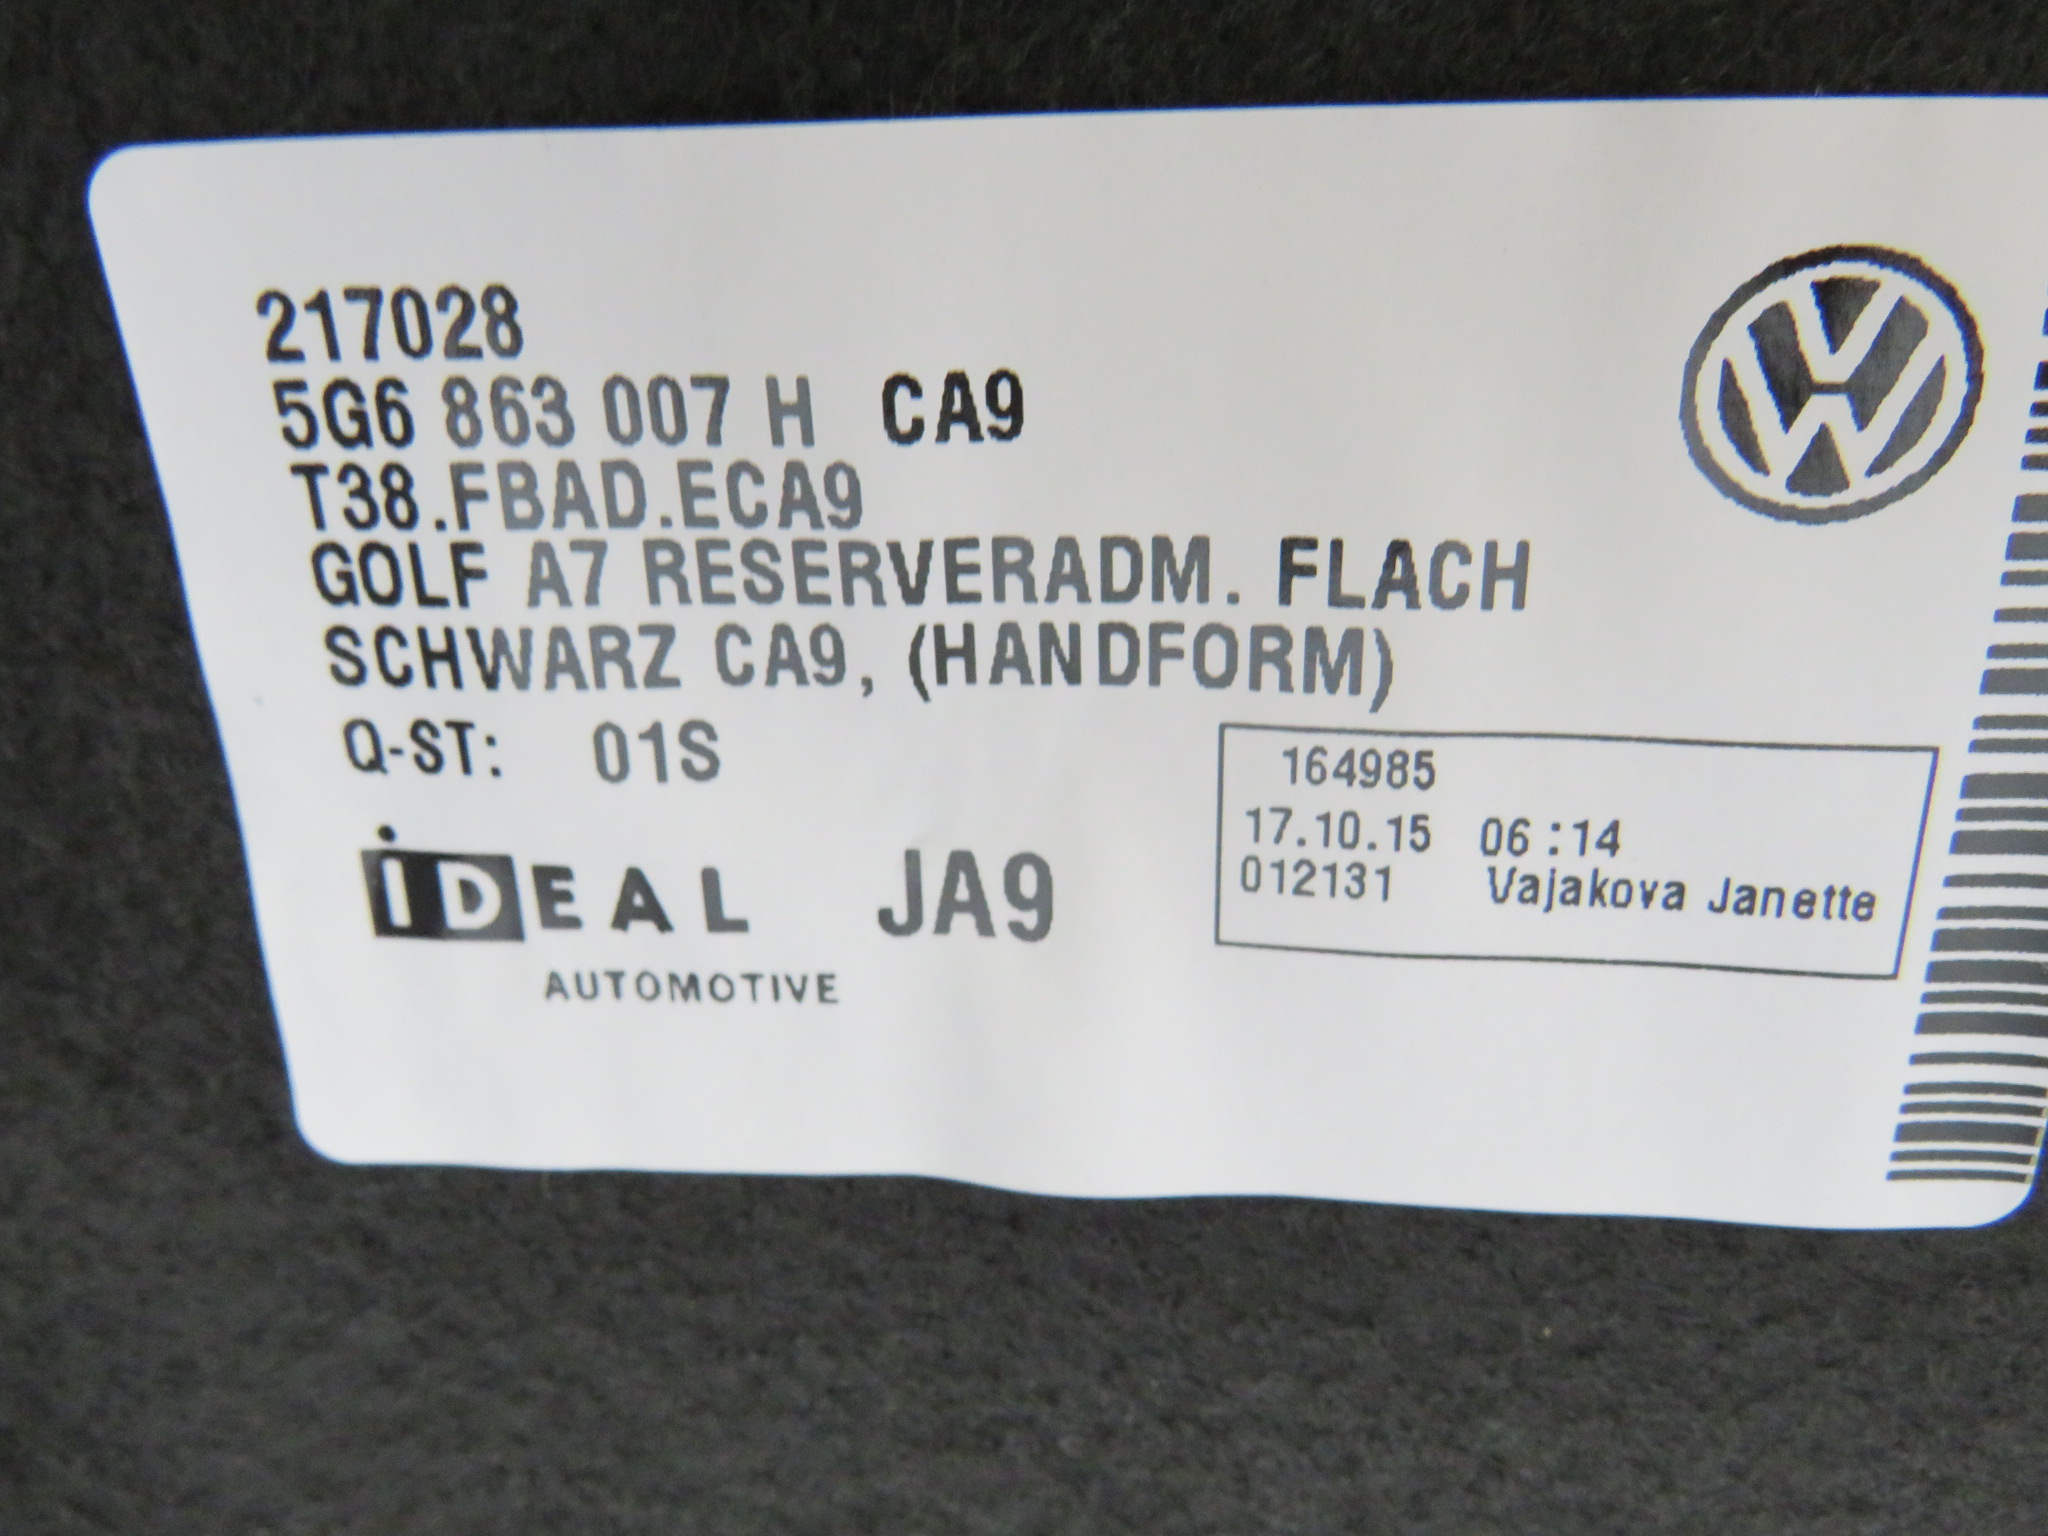 217028
5G6 863 007 H CA9
T38.FBAD.ECA9
GOLF A7 RESERVERADM. FLACH
SCHWARZ CA9, (HANDFORM)
Q-ST: 01S
164985
17.10.15 06:14
012131 Vajakova Janette
iDEAL JA9
AUTOMOTIVE